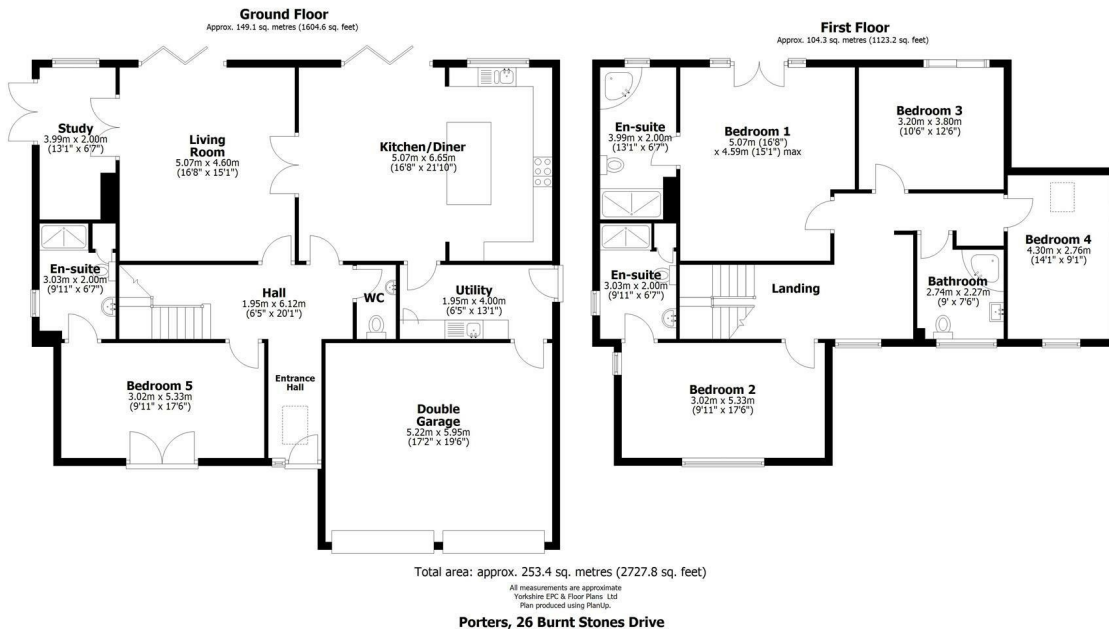 Ground Floor
Approx. 149.1 sq. metres (1604.6 sq. feet)
Study
3.99m x 2.00m
(13'1" x 6'7")
Living
Room
5.07m x 4.60m
(16'8" x 15'1")
Kitchen/Diner
5.07m x 6.65m
(16'8" x 21'10")
En-suite
3.03m x 2.00m
(9'11" x 6'7")
Hall
1.95m x 6.12m
(6'5" x 20'1")
WC
Utility
1.95m x 4.00m
(6'5" x 13'1")
Bedroom 5
3.02m x 5.33m
(9'11" x 17'6")
Entrance
Hall
Double
Garage
5.22m x 5.95m
(17'2" x 19'6")
First Floor
Approx. 104.3 sq. metres (1123.2 sq. feet)
En-suite
3.99m x 2.00m
(13'1" x 6'7")
Bedroom 1
5.07m (16'8")
x 4.59m (15'1") max
Bedroom 3
3.20m x 3.80m
(10'6" x 12'6")
En-suite
3.03m x 2.00m
(9'11" x 6'7")
Landing
Bathroom
2.74m x 2.27m
(9' x 7'6")
Bedroom 4
4.30m x 2.76m
(14'1" x 9'1")
Bedroom 2
3.02m x 5.33m
(9'11" x 17'6")
Total area: approx. 253.4 sq. metres (2727.8 sq. feet)
All measurements are approximate
Yorkshire EPC & Floor Plans Ltd
Plan produced using PlanUp.
Porters, 26 Burnt Stones Drive